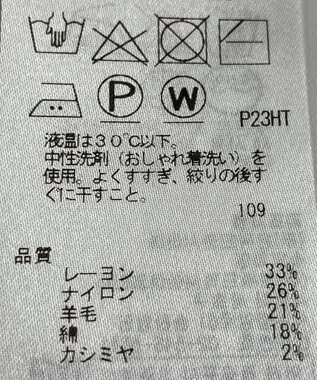 P W
P23HT
液温は30℃以下。
中性洗剤（おしゃれ着洗い）を
使用。よくすすぎ、絞りの後す
ぐに干すこと。
109
品質
レーヨン 33%
ナイロン 26%
羊毛 21%
綿 18%
カシミヤ 2%